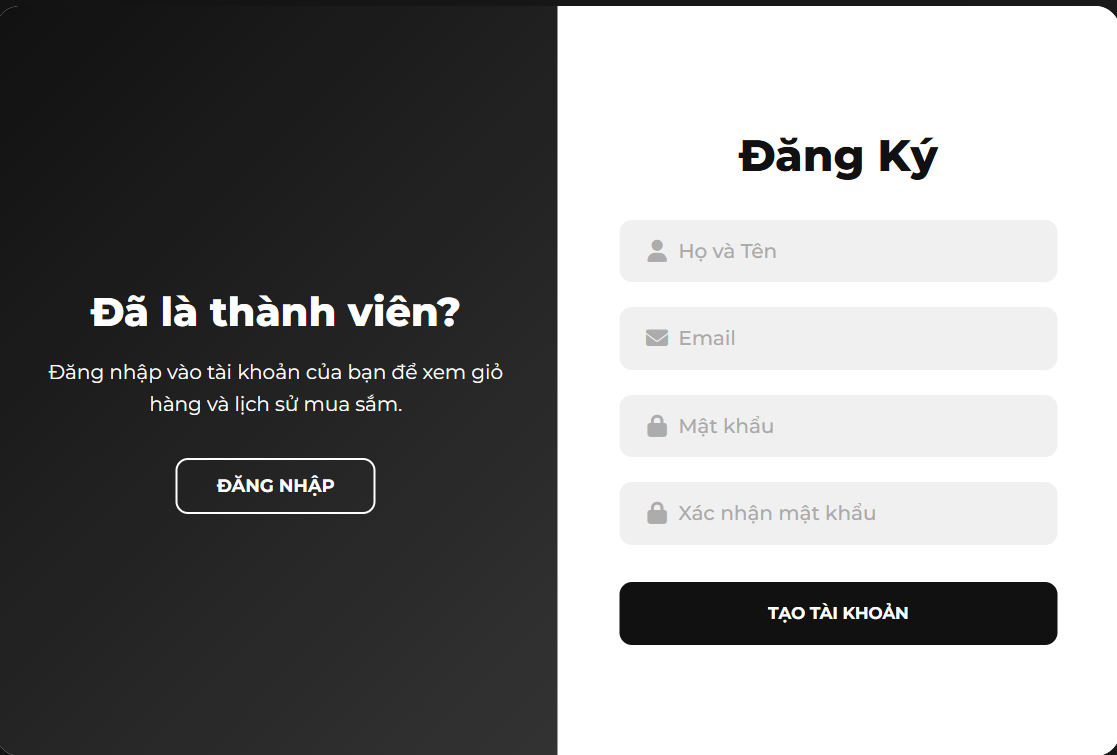 Đã là thành viên?
Đăng nhập vào tài khoản của bạn để xem giỏ
hàng và lịch sử mua sắm.
ĐĂNG NHẬP
Đăng Ký
Họ và Tên
Email
Mật khẩu
Xác nhận mật khẩu
TẠO TÀI KHOẢN